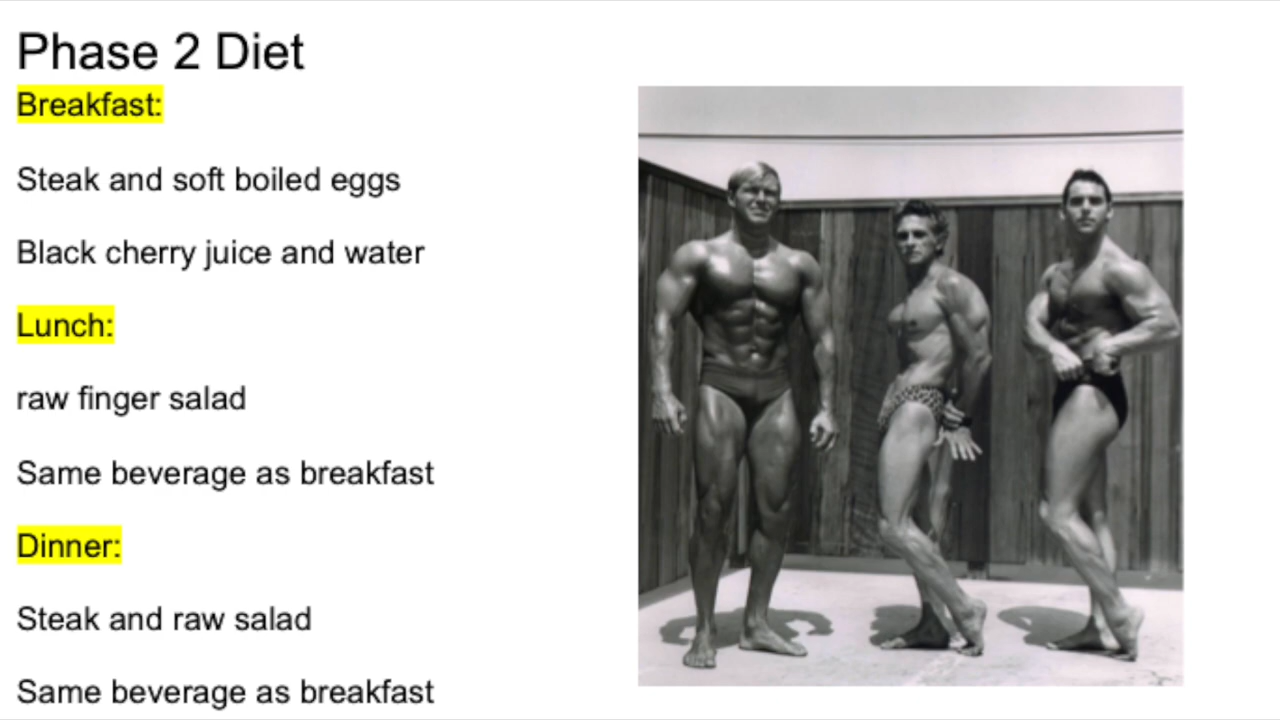 Phase 2 Diet
Breakfast:
Steak and soft boiled eggs
Black cherry juice and water
Lunch:
raw finger salad
Same beverage as breakfast
Dinner:
Steak and raw salad
Same beverage as breakfast